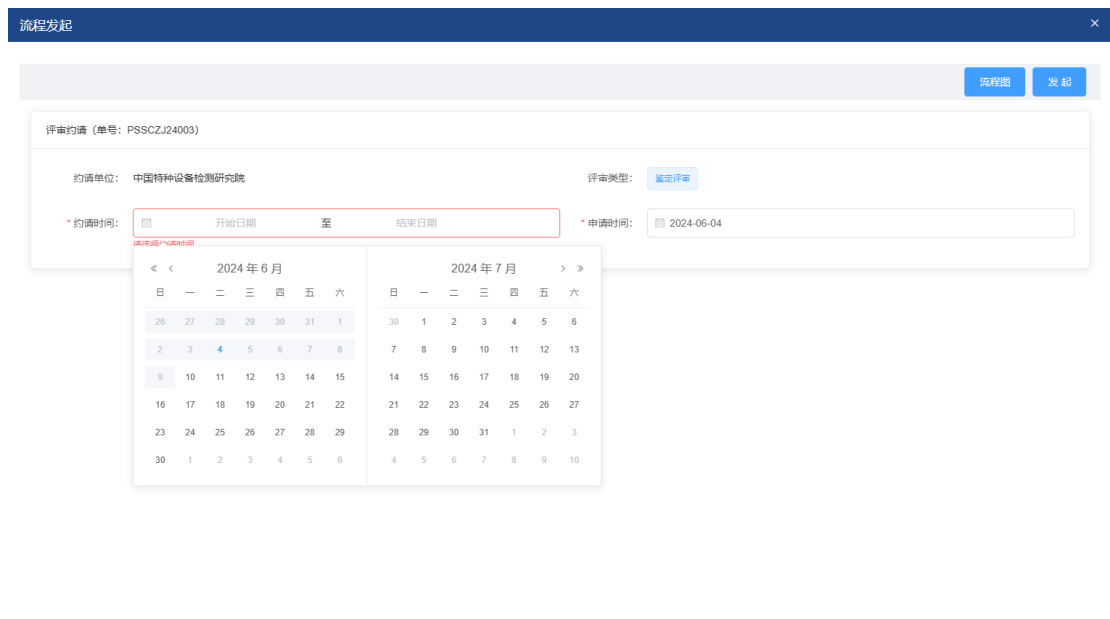 流程发起
流程图 发 起
评审约请（单号：PSSCZJ24003）
约请单位： 中国特种设备检测研究院 评审类型： 鉴定评审
* 约请时间： 开始日期 至 结束日期 * 申请时间： 2024-06-04
请选择约请时间
2024 年 6 月 2024 年 7 月
日 一 二 三 四 五 六 日 一 二 三 四 五 六
26 27 28 29 30 31 1 30 1 2 3 4 5 6
2 3 4 5 6 7 8 7 8 9 10 11 12 13
9 10 11 12 13 14 15 14 15 16 17 18 19 20
16 17 18 19 20 21 22 21 22 23 24 25 26 27
23 24 25 26 27 28 29 28 29 30 31 1 2 3
30 1 2 3 4 5 6 4 5 6 7 8 9 10